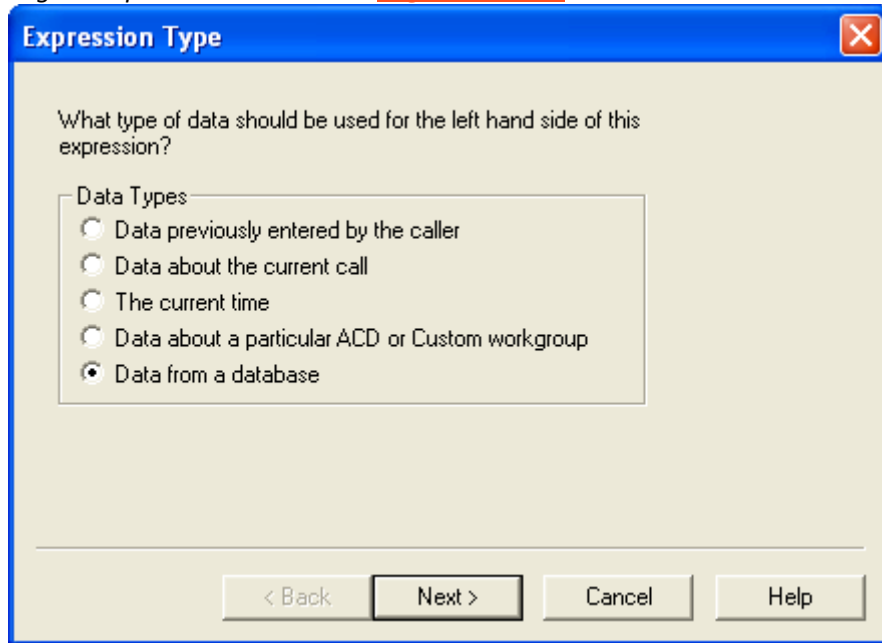 Expression Type
What type of data should be used for the left hand side of this
expression?
Data Types
Data previously entered by the caller
Data about the current call
The current time
Data about a particular ACD or Custom workgroup
Data from a database
< Back
Next >
Cancel
Help